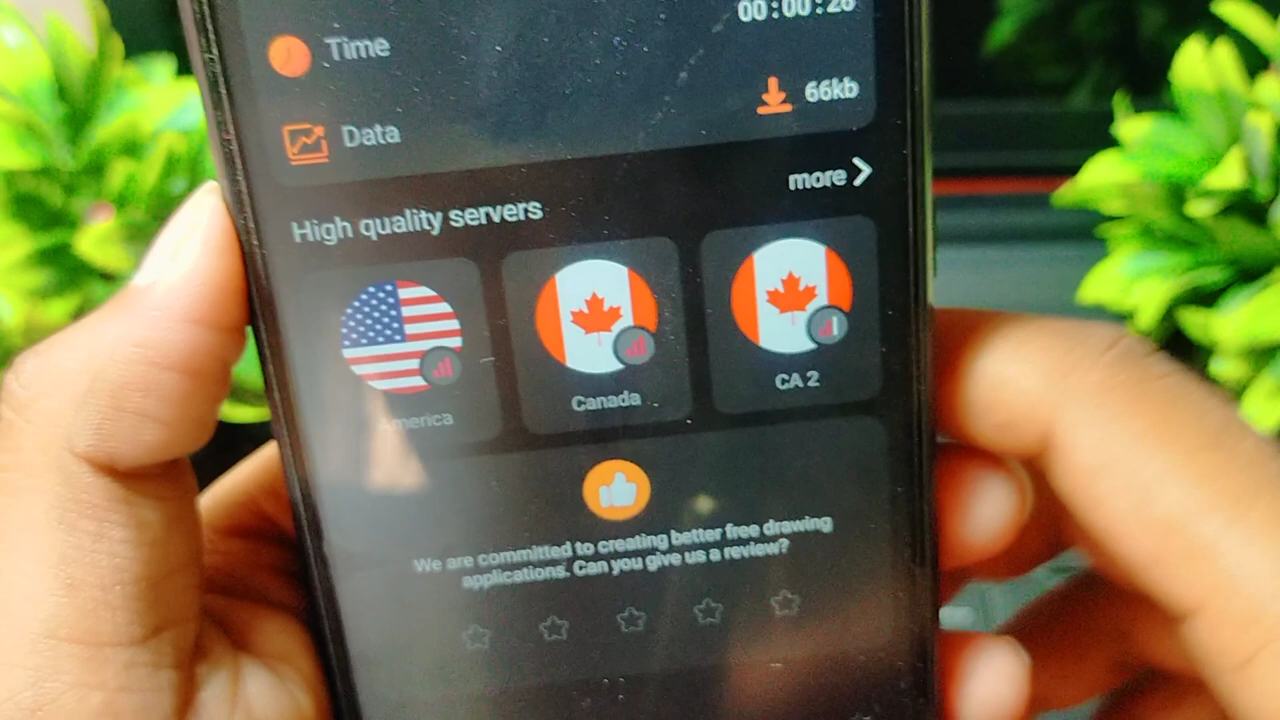 00:00:26
Time
66kb
Data
more
High quality servers
America
Canada
CA 2
We are committed to creating better free drawing
applications. Can you give us a review?